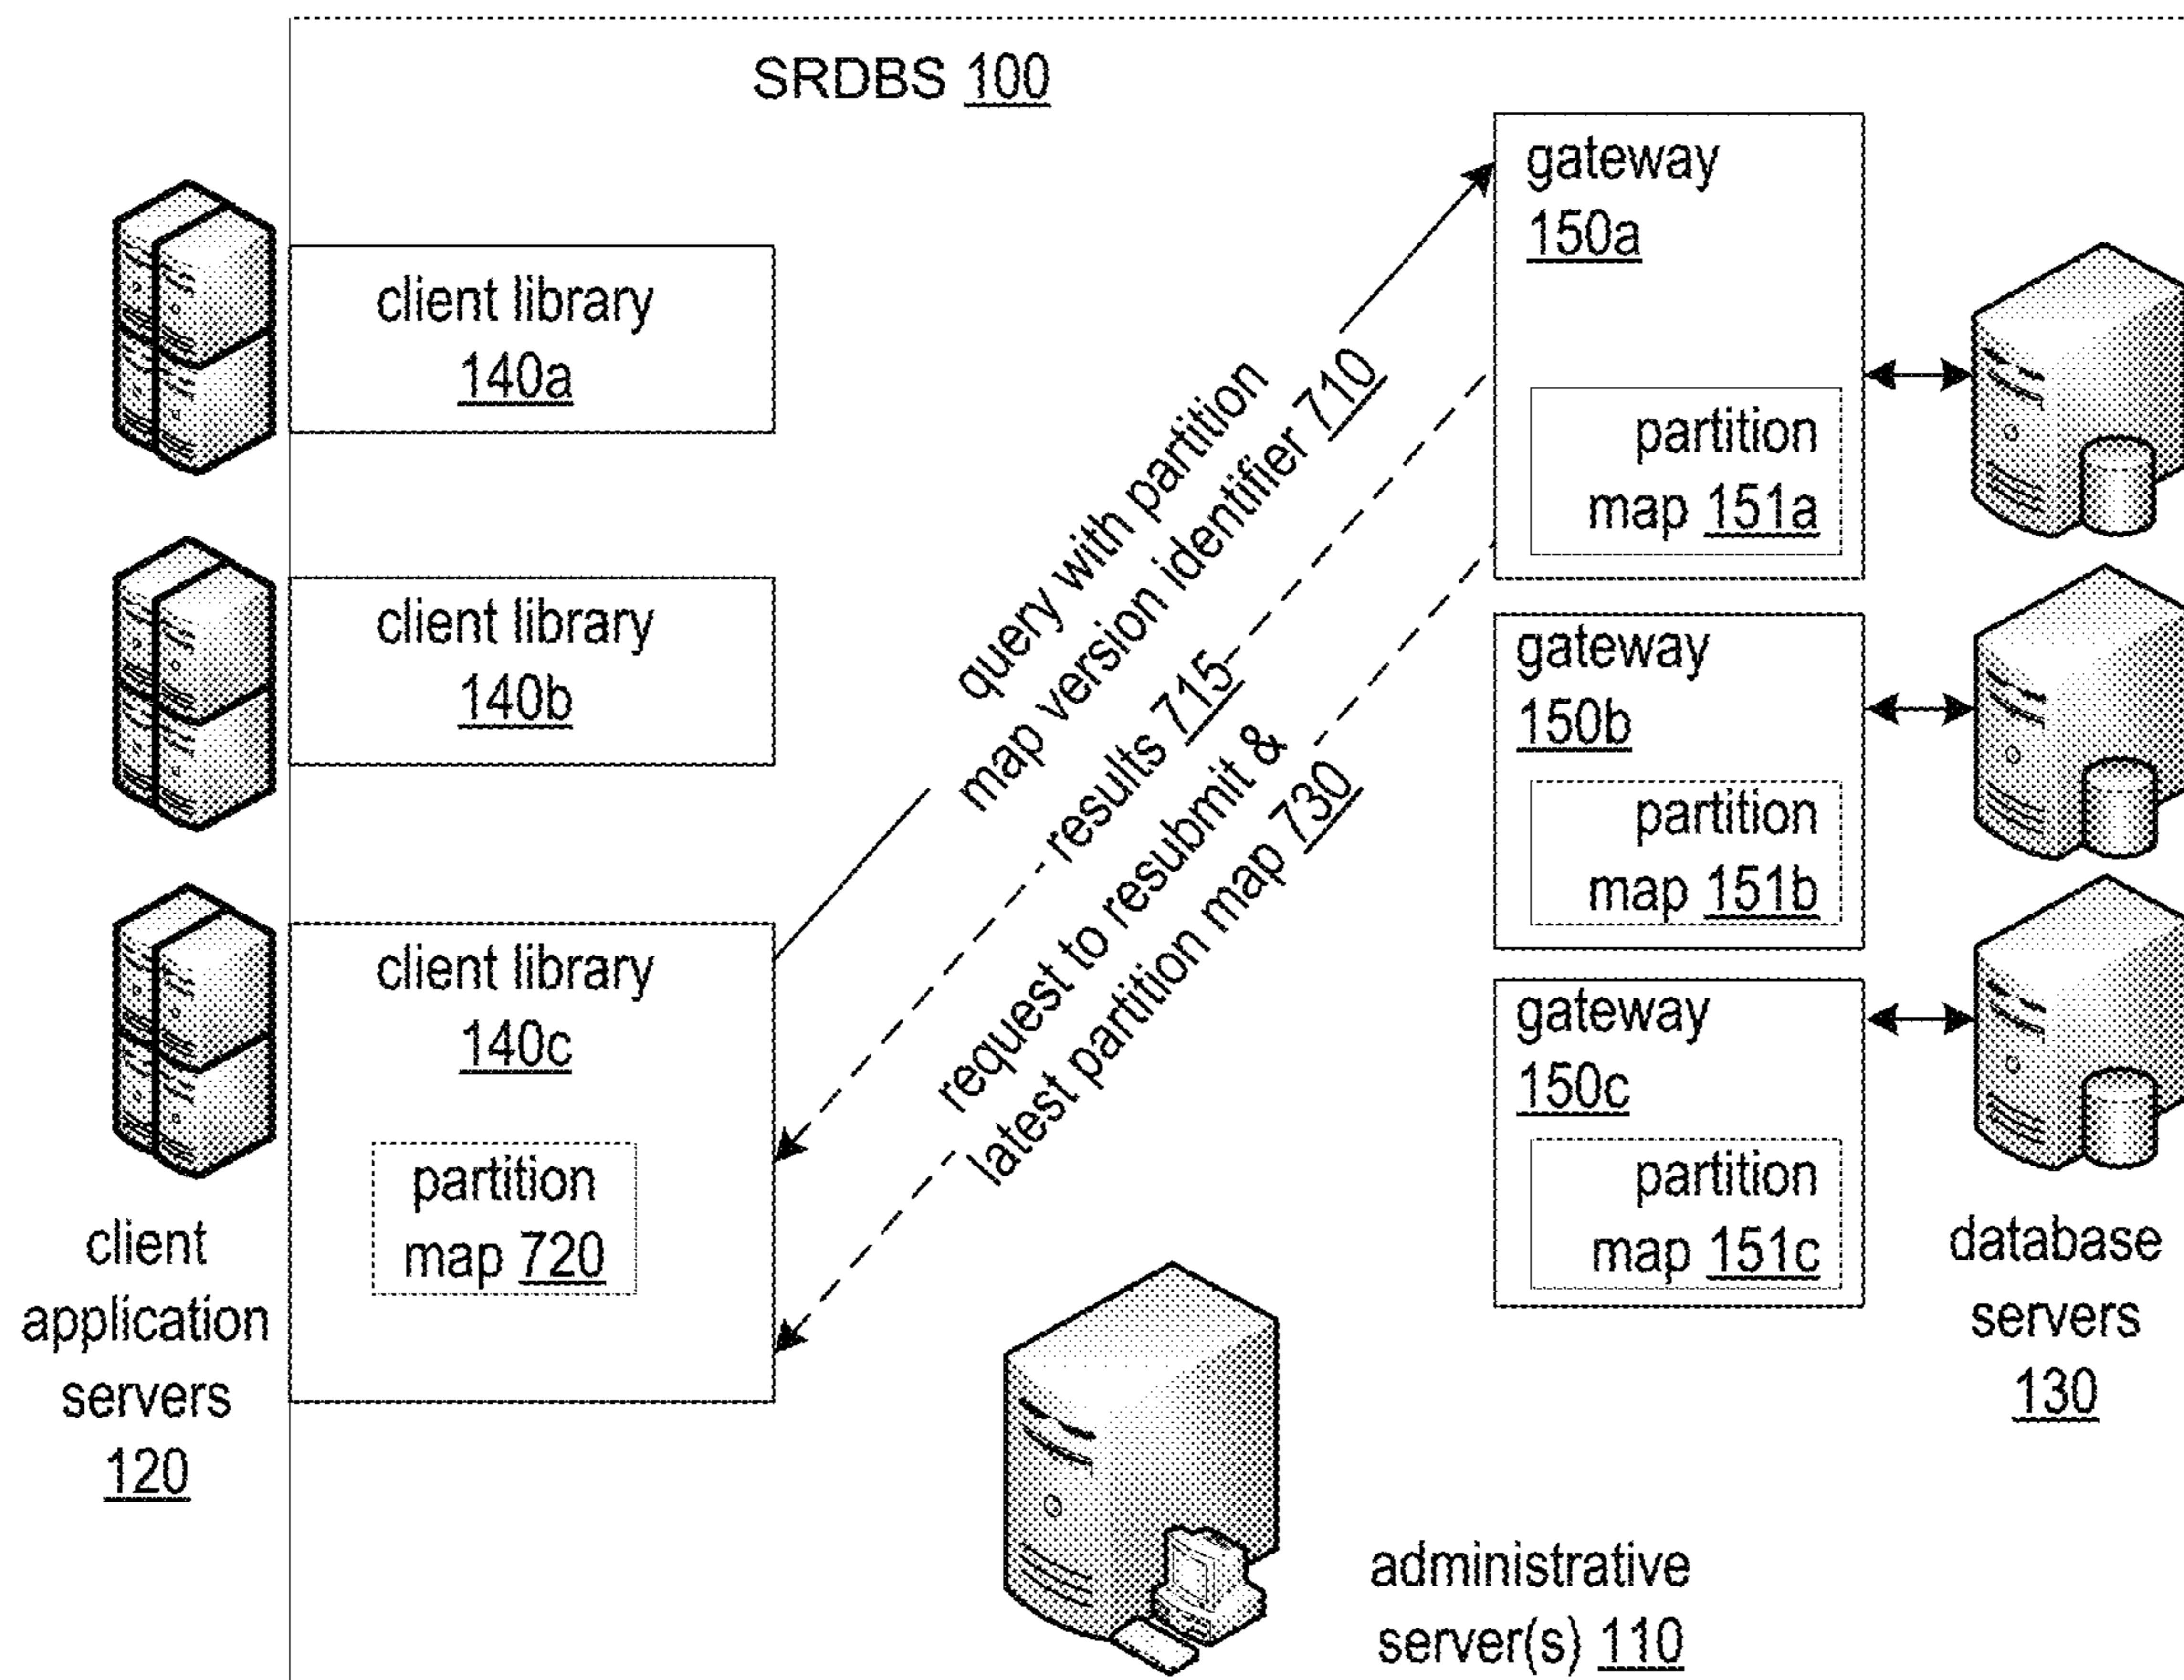 SRDBS 100
client library
140a
client library
140b
client library
140c
partition
map 720
client
application
servers
120
query with partition
map version identifier 710
results 715
request to resubmit &
latest partition map 730
gateway
150a
partition
map 151a
gateway
150b
partition
map 151b
gateway
150c
partition
map 151c
database
servers
130
administrative
server(s) 110